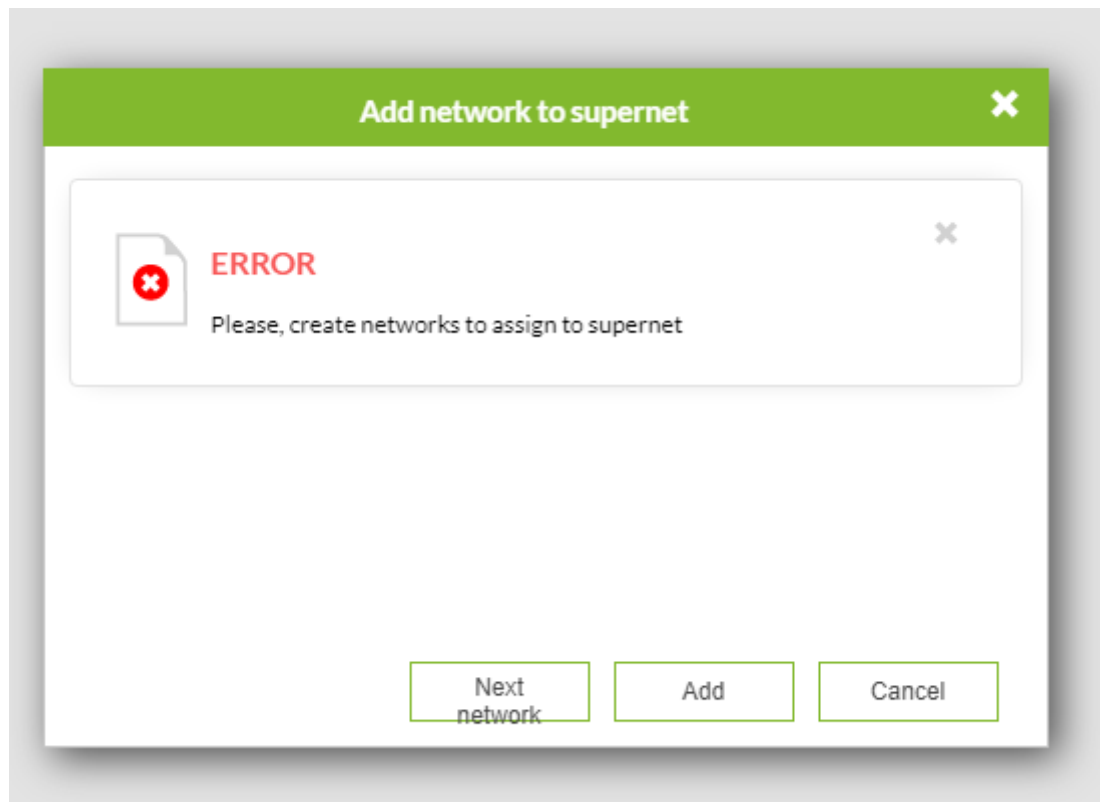 Add network to supernet
ERROR
Please, create networks to assign to supernet
Next
network
Add
Cancel